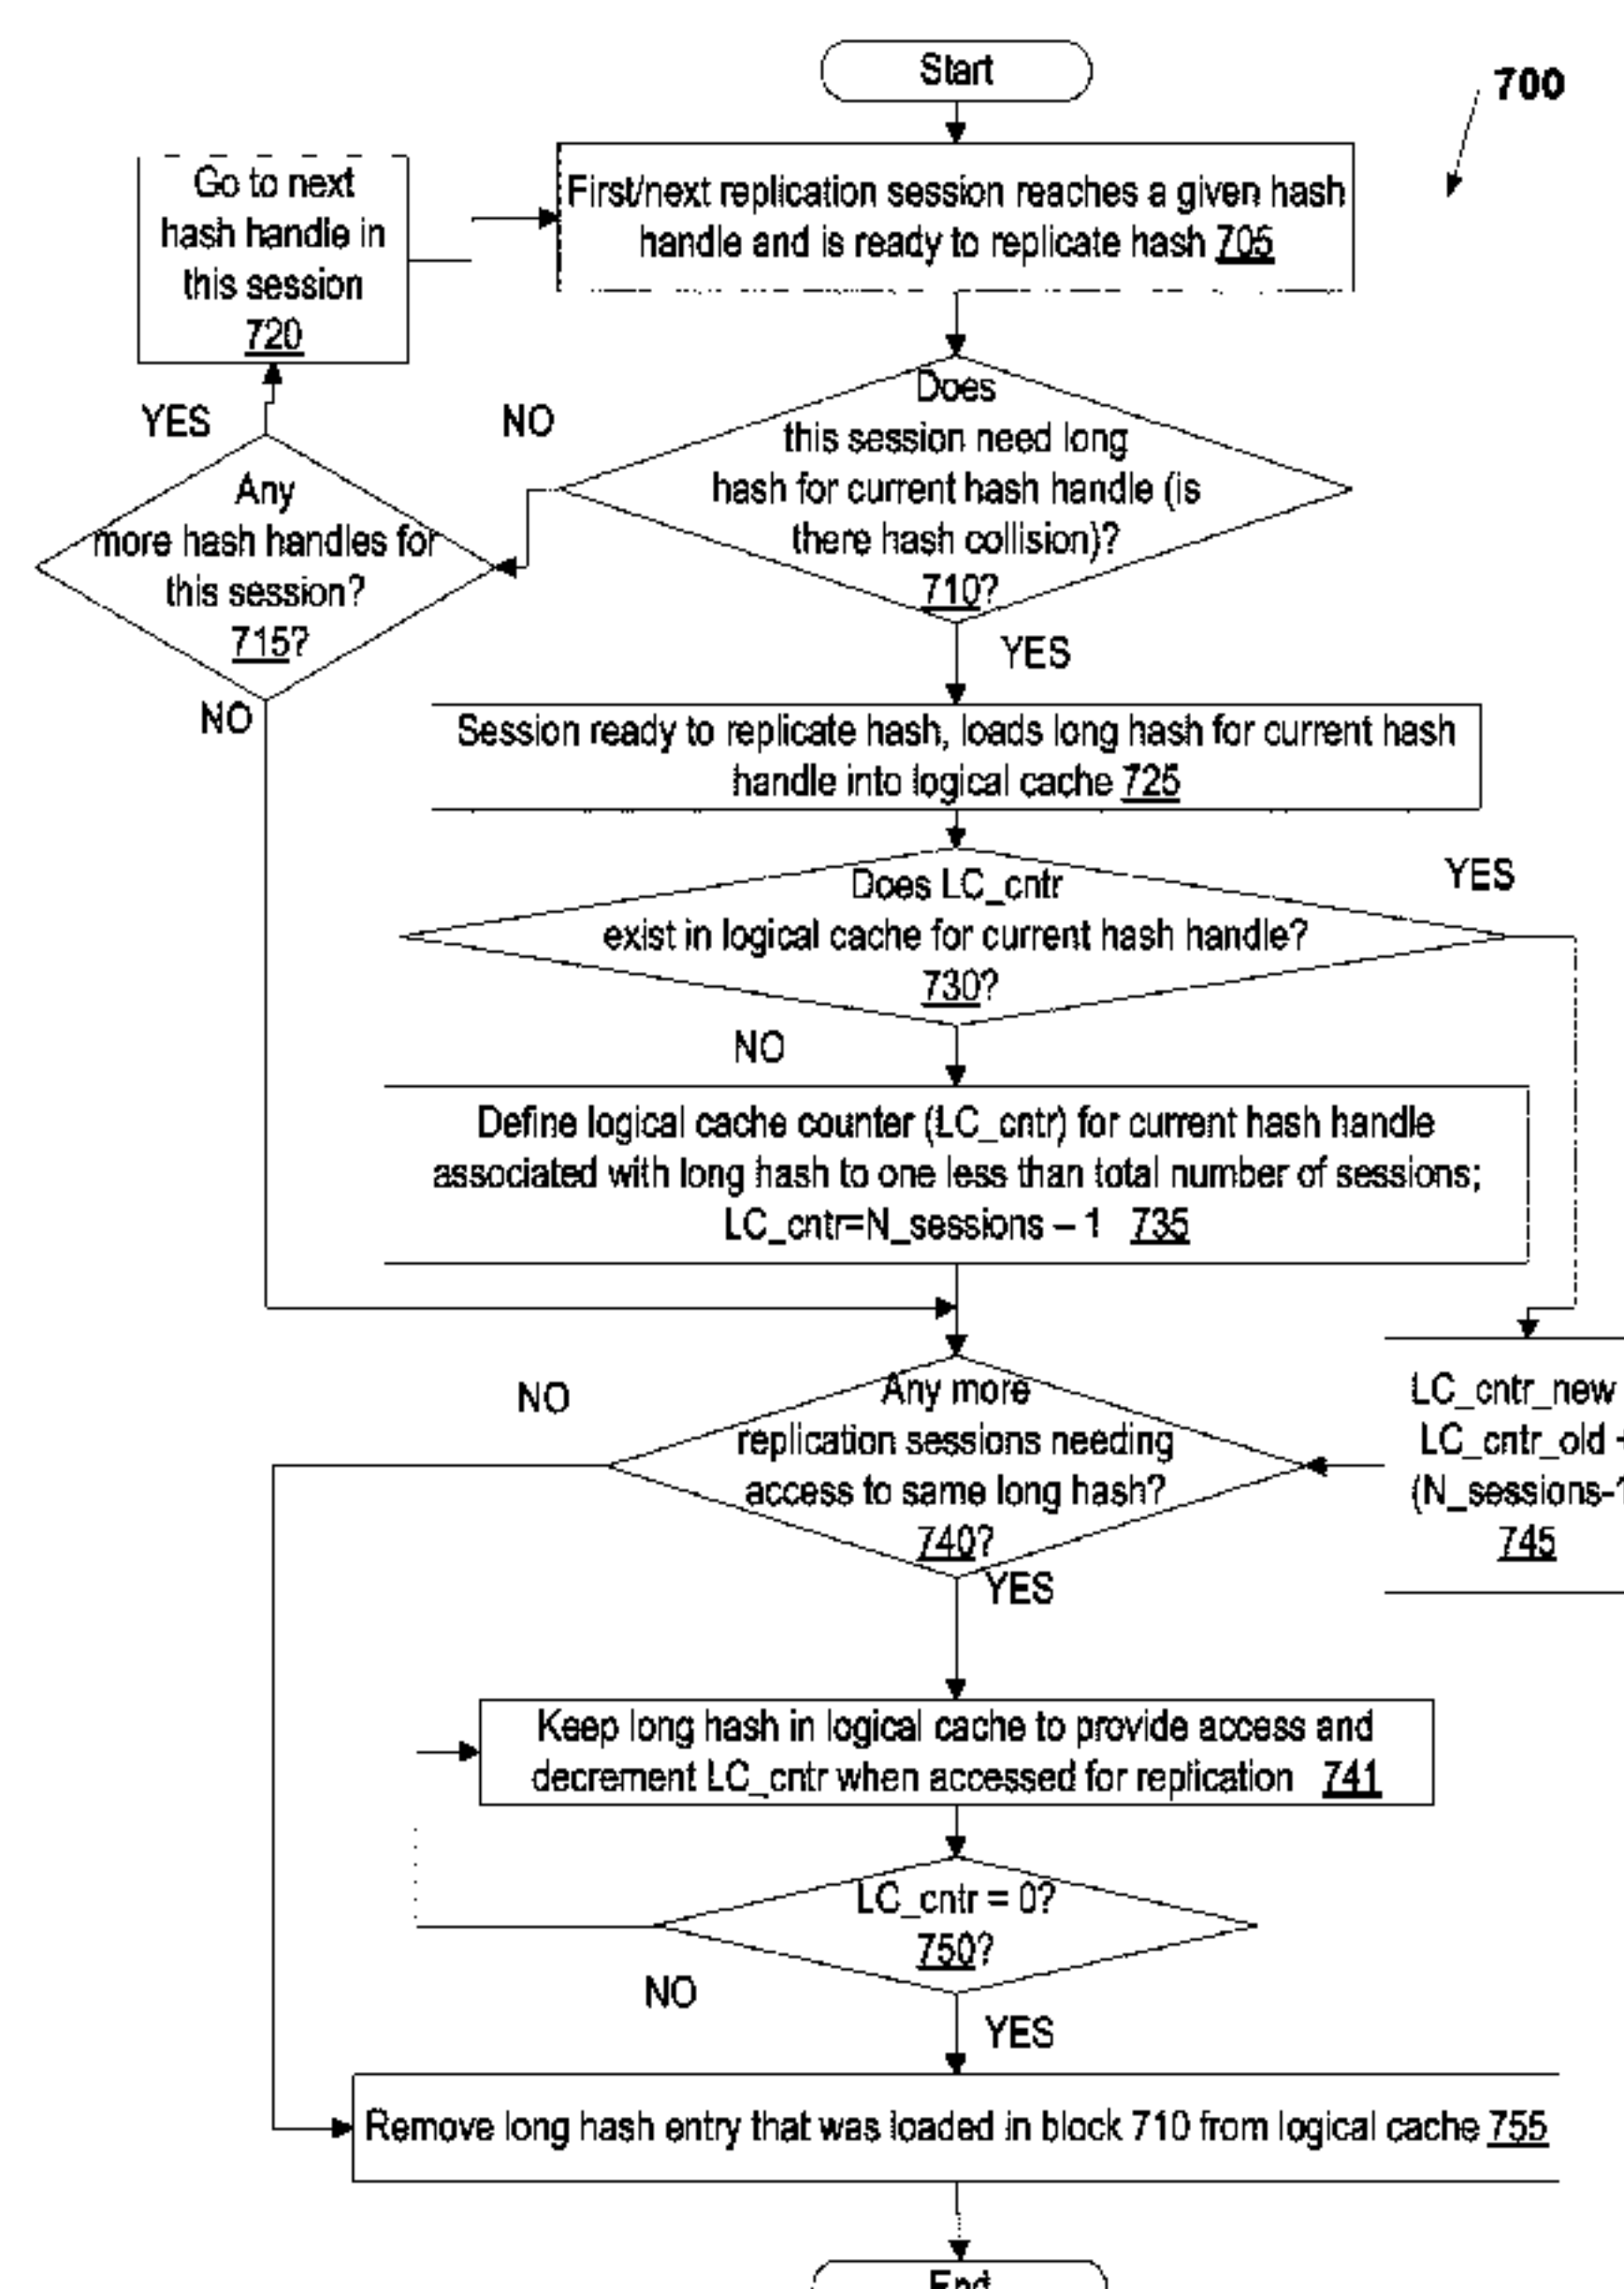 Start
700
Go to next
hash handle in
this session
720
First/next replication session reaches a given hash
handle and is ready to replicate hash 705
YES
NO
Does
this session need long
hash for current hash handle (is
there hash collision)?
710?
Any
more hash handles for
this session?
715?
NO
YES
Session ready to replicate hash, loads long hash for current hash
handle into logical cache 725
Does LC_cntr
exist in logical cache for current hash handle?
730?
YES
NO
Define logical cache counter (LC_cntr) for current hash handle
associated with long hash to one less than total number of sessions;
LC_cntr=N_sessions – 1 735
NO
Any more
replication sessions needing
access to same long hash?
740?
YES
LC_cntr_new
LC_cntr_old +
(N_sessions-1
745
Keep long hash in logical cache to provide access and
decrement LC_cntr when accessed for replication 741
LC_cntr = 0?
750?
NO
YES
Remove long hash entry that was loaded in block 710 from logical cache 755
End